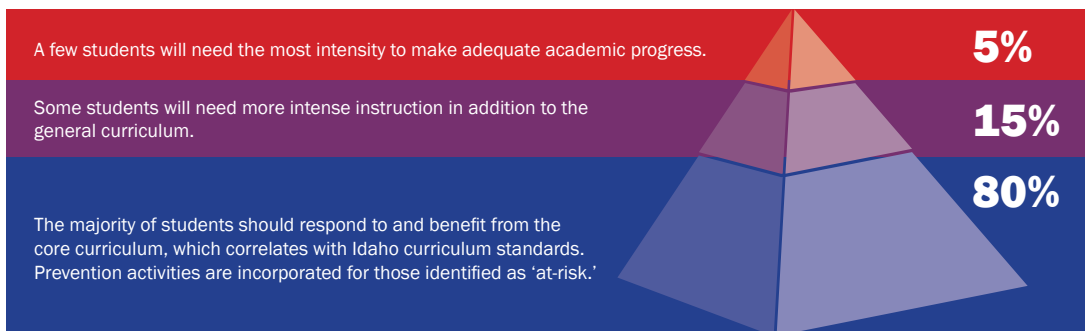 A few students will need the most intensity to make adequate academic progress.
5%
Some students will need more intense instruction in addition to the
general curriculum.
15%
80%
The majority of students should respond to and benefit from the
core curriculum, which correlates with Idaho curriculum standards.
Prevention activities are incorporated for those identified as ‘at-risk.’